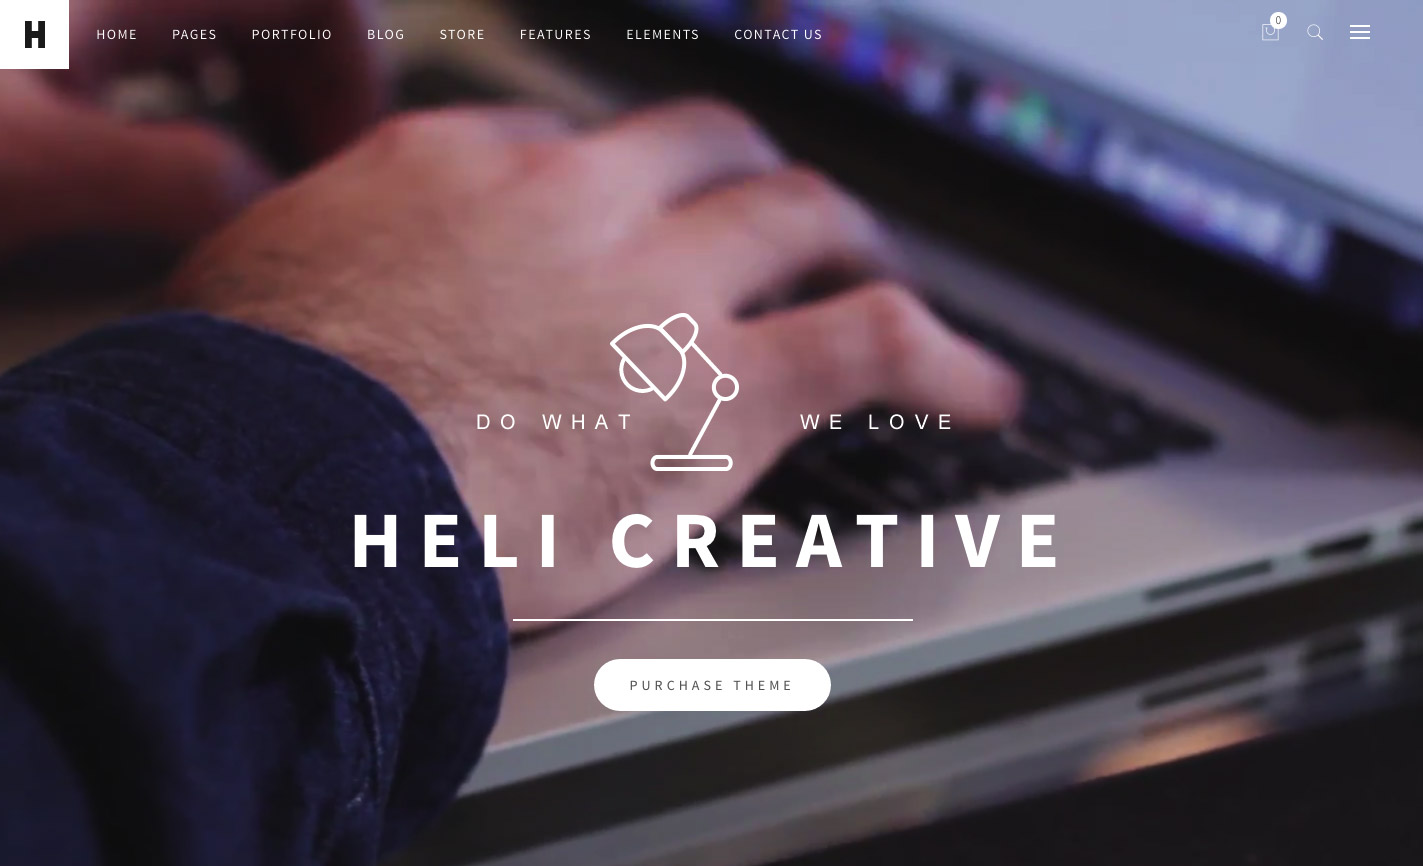 H
HOME PAGES PORTFOLIO BLOG STORE FEATURES ELEMENTS CONTACT US
0
DO WHAT WE LOVE
HELI CREATIVE
PURCHASE THEME